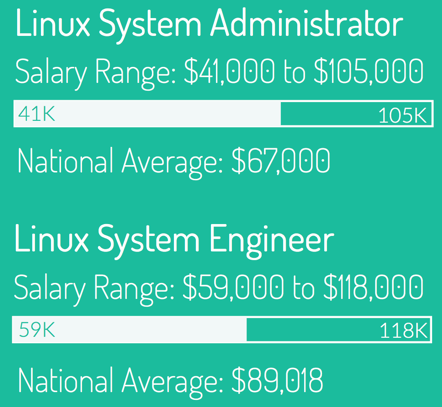 Linux System Administrator
Salary Range: $41,000 to $105,000
41K 105K
National Average: $67,000
Linux System Engineer
Salary Range: $59,000 to $118,000
59K 118K
National Average: $89,018